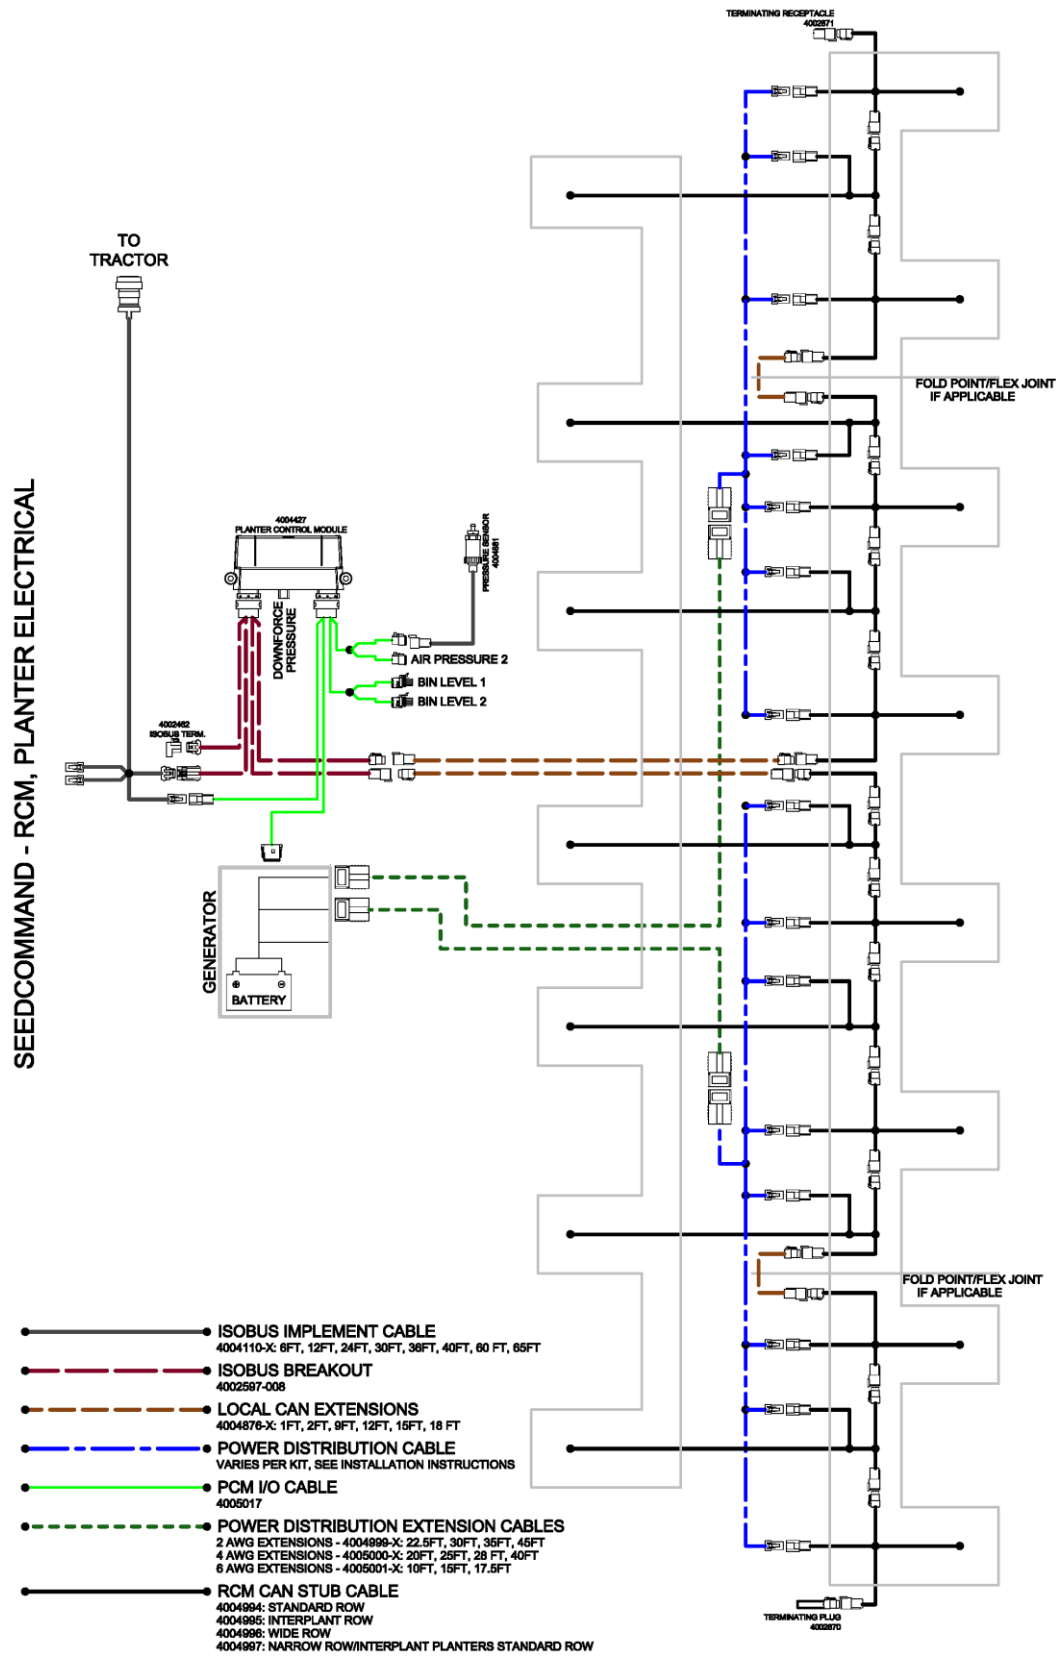 TERMINATING RECEPTACLE
4002671
TO
TRACTOR
FOLD POINT/FLEX JOINT
IF APPLICABLE
SEEDCOMMAND - RCM, PLANTER ELECTRICAL
4004427
PLANTER CONTROL MODULE
PRESSURE SENSOR
4004881
DOWNFORCE
PRESSURE
AIR PRESSURE 2
BIN LEVEL 1
BIN LEVEL 2
4002462
ISOBUS TERM.
GENERATOR
BATTERY
FOLD POINT/FLEX JOINT
IF APPLICABLE
ISOBUS IMPLEMENT CABLE
4004110-X: 6FT, 12FT, 24FT, 30FT, 36FT, 40FT, 60 FT, 65FT
ISOBUS BREAKOUT
4002597-008
LOCAL CAN EXTENSIONS
4004876-X: 1FT, 2FT, 9FT, 12FT, 15FT, 18 FT
POWER DISTRIBUTION CABLE
VARIES PER KIT, SEE INSTALLATION INSTRUCTIONS
PCM I/O CABLE
4005017
POWER DISTRIBUTION EXTENSION CABLES
2 AWG EXTENSIONS - 4004999-X: 22.5FT, 30FT, 35FT, 45FT
4 AWG EXTENSIONS - 4005000-X: 20FT, 25FT, 28 FT, 40FT
6 AWG EXTENSIONS - 4005001-X: 10FT, 15FT, 17.5FT
RCM CAN STUB CABLE
4004994: STANDARD ROW
4004995: INTERPLANT ROW
4004996: WIDE ROW
4004997: NARROW ROW/INTERPLANT PLANTERS STANDARD ROW
TERMINATING PLUG
4002670